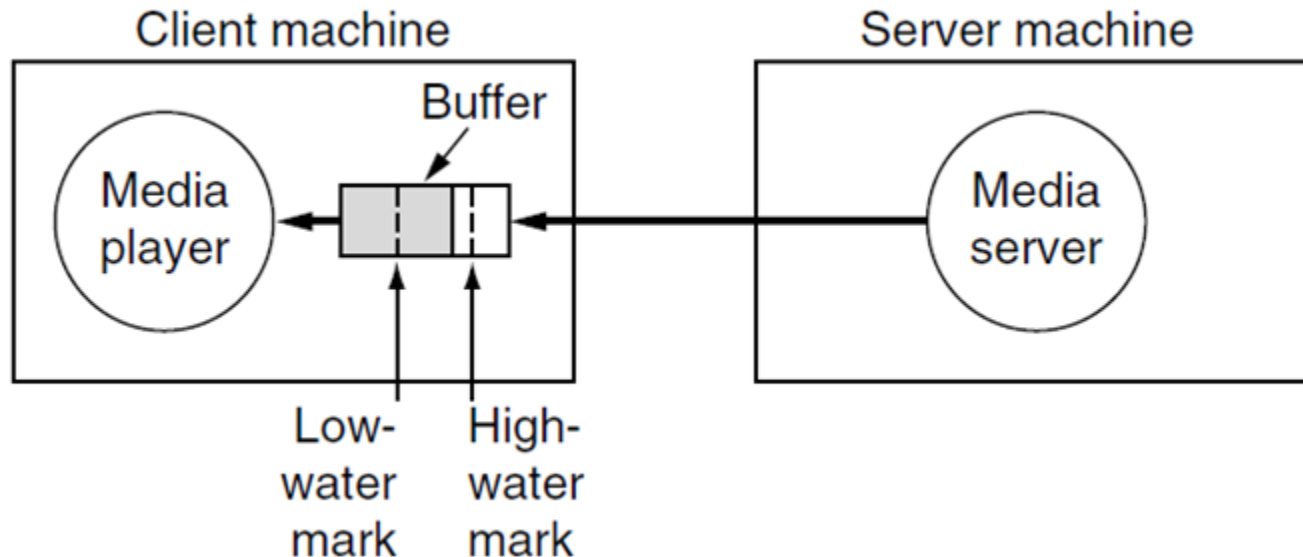 Client machine
Server machine
Buffer
Media
player
Media
server
Low-
water
mark
High-
water
mark